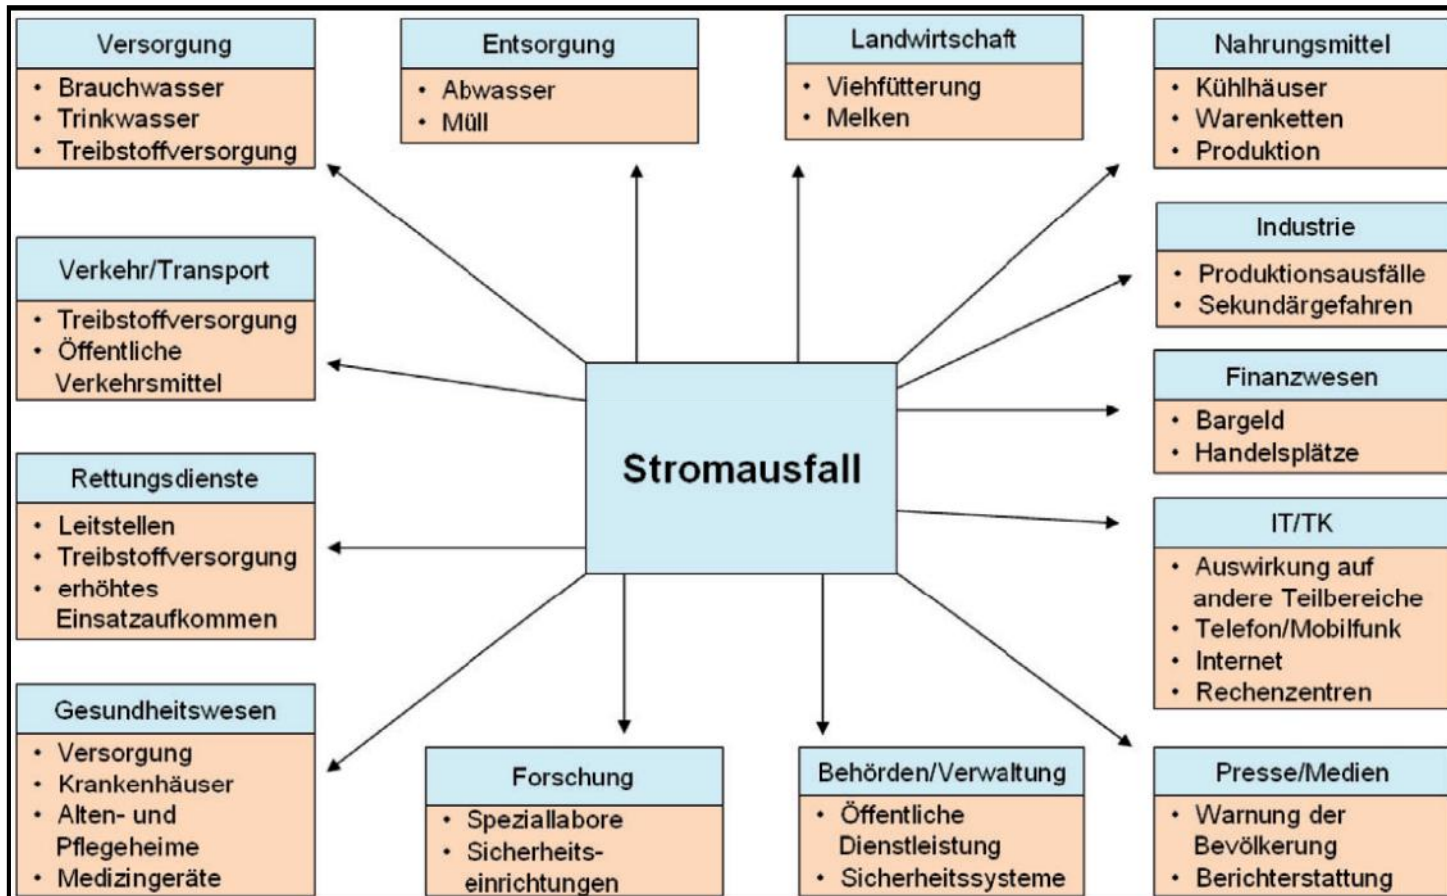 Versorgung
• Brauchwasser
• Trinkwasser
• Treibstoffversorgung
Entsorgung
• Abwasser
• Müll
Landwirtschaft
• Viehfütterung
• Melken
Nahrungsmittel
• Kühlhäuser
• Warenketten
• Produktion
Verkehr/Transport
• Treibstoffversorgung
• Öffentliche
Verkehrsmittel
Industrie
• Produktionsausfälle
• Sekundärgefahren
Finanzwesen
• Bargeld
• Handelsplätze
Stromausfall
Rettungsdienste
• Leitstellen
• Treibstoffversorgung
• erhöhtes
Einsatzaufkommen
IT/TK
• Auswirkung auf
andere Teilbereiche
• Telefon/Mobilfunk
• Internet
• Rechenzentren
Gesundheitswesen
• Versorgung
• Krankenhäuser
• Alten- und
Pflegeheime
• Medizingeräte
Forschung
• Speziallabore
• Sicherheits-
einrichtungen
Behörden/Verwaltung
• Öffentliche
Dienstleistung
• Sicherheitssysteme
Presse/Medien
• Warnung der
Bevölkerung
• Berichterstattung